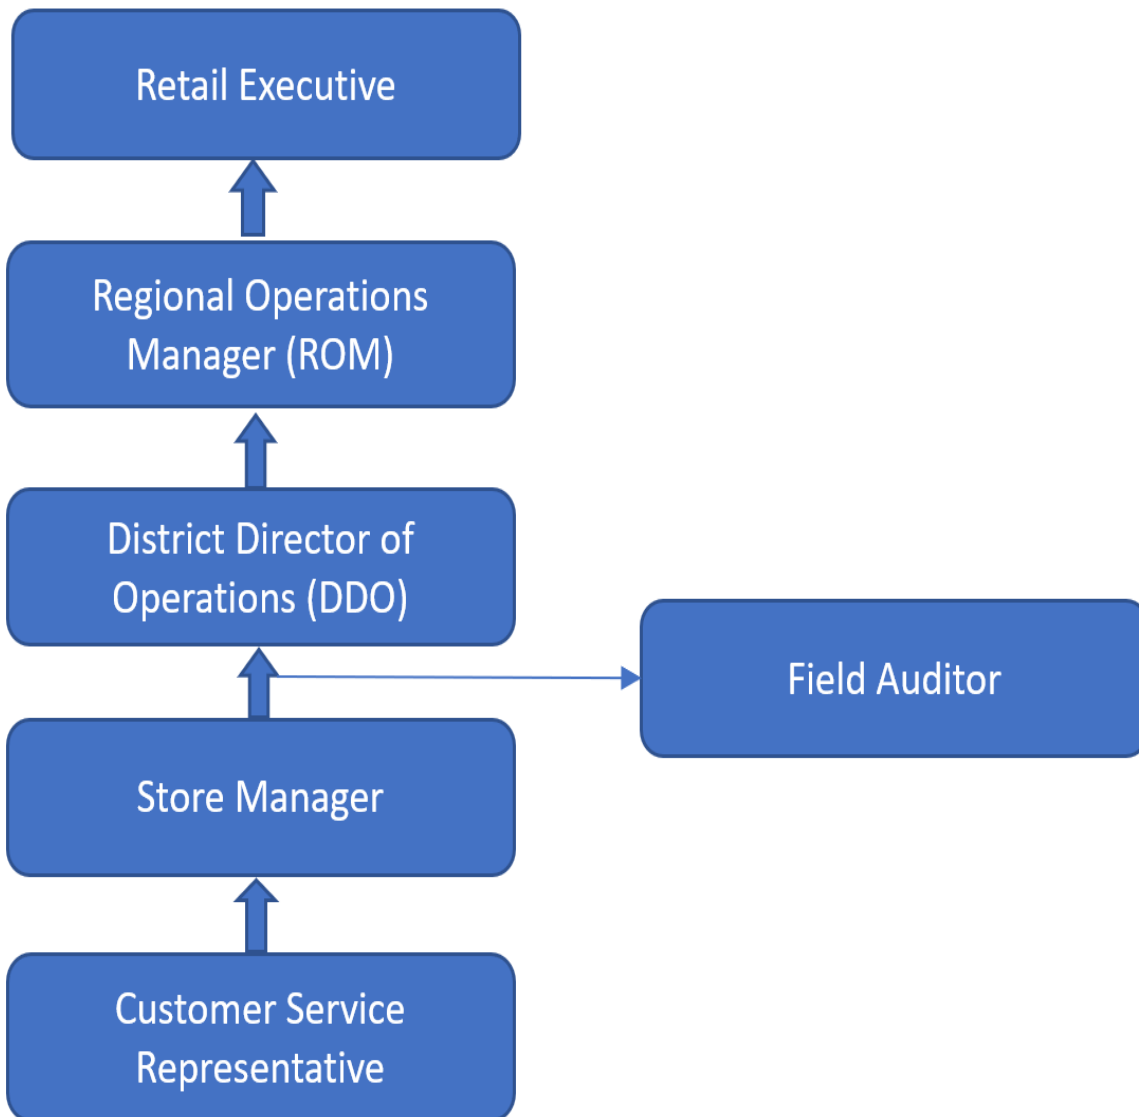 Retail Executive
Regional Operations
Manager (ROM)
District Director of
Operations (DDO)
Field Auditor
Store Manager
Customer Service
Representative